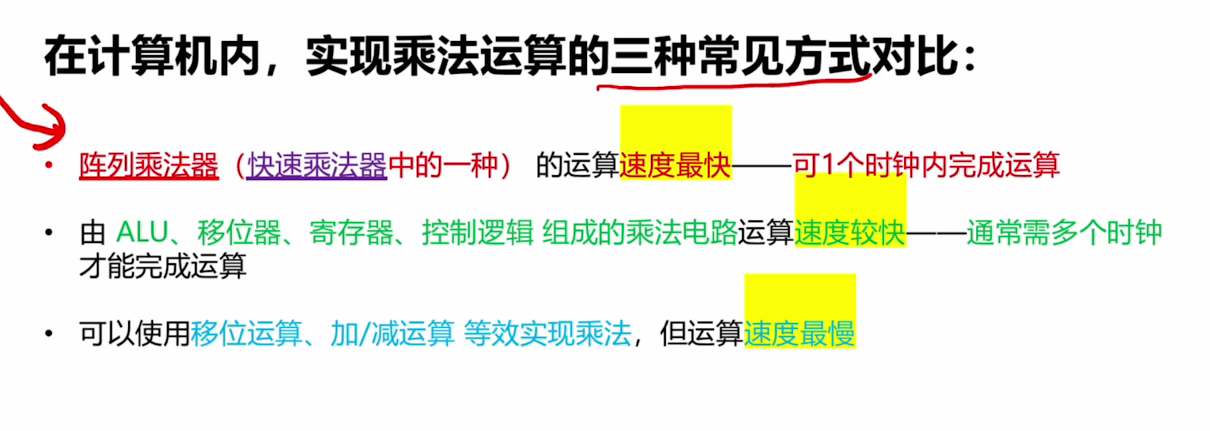 在计算机内，实现乘法运算的三种常见方式对比：
• 阵列乘法器（快速乘法器中的一种） 的运算速度最快——可1个时钟内完成运算
• 由 ALU、移位器、寄存器、控制逻辑 组成的乘法电路运算速度较快——通常需多个时钟
才能完成运算
• 可以使用移位运算、加/减运算 等效实现乘法，但运算速度最慢